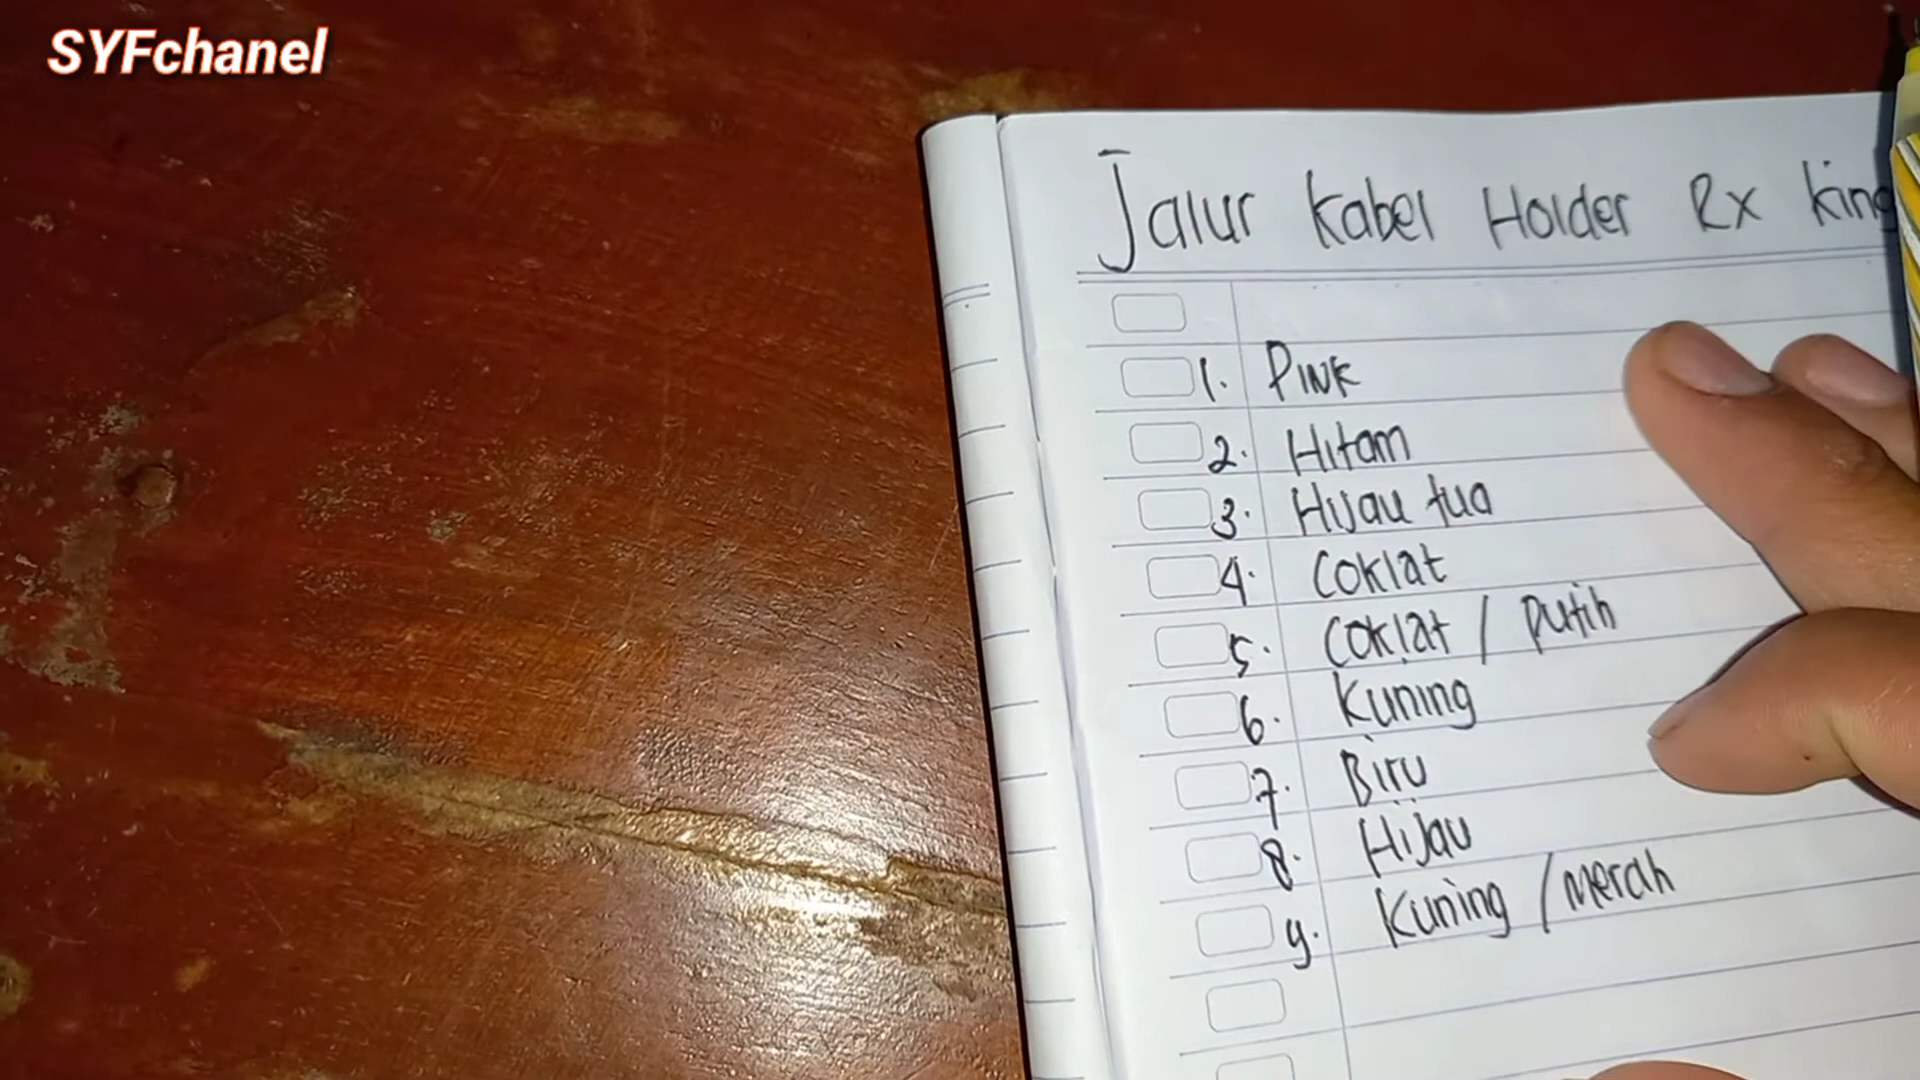 SYFchanel
Jalur Kabel Holder Rx King
1. Pink
2. Hitam
3. Hijau tua
4. Coklat
5. Coklat / putih
6. Kuning
7. Biru
8. Hijau
9. Kuning / Merah